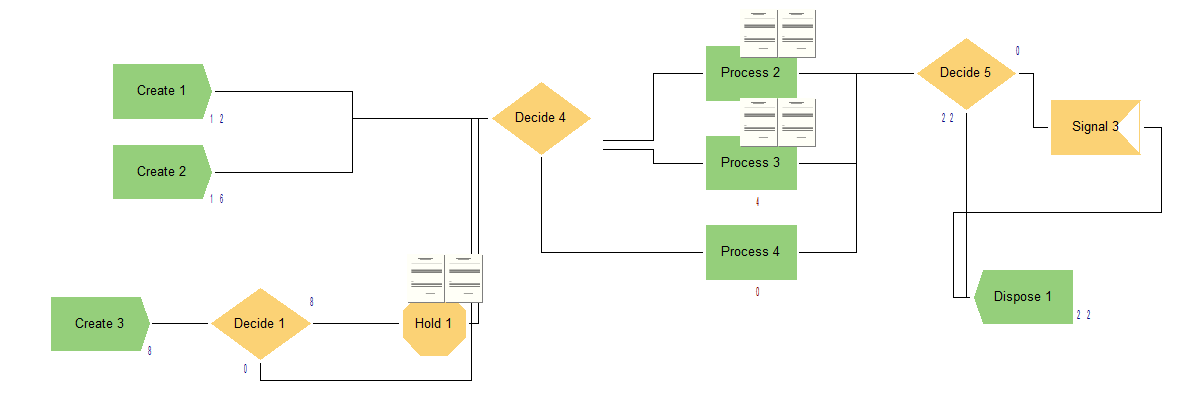 Process 2
Decide 5
0
Create 1
1 2
Decide 4
2 2
Signal 3
Create 2
1 6
Process 3
4
Process 4
0
Create 3
8
Decide 1
8
0
Hold 1
Dispose 1
2 2